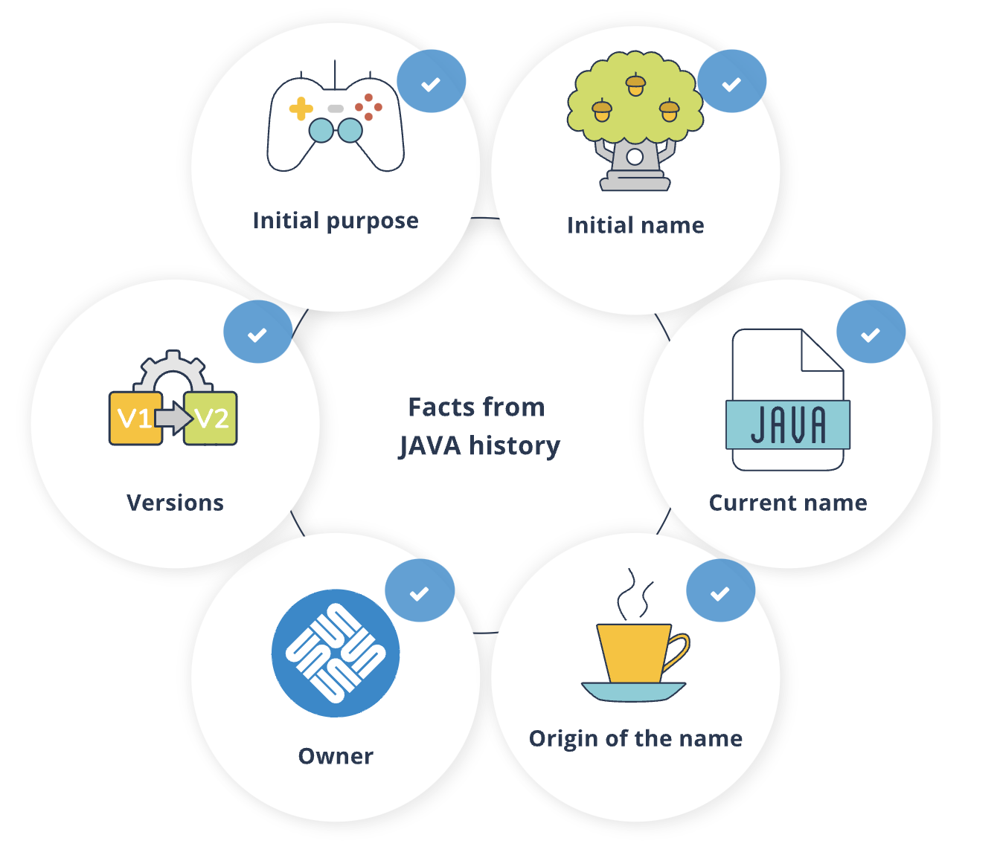 Initial purpose
Initial name
V1
V2
Versions
Facts from
JAVA history
JAVA
Current name
Owner
Origin of the name